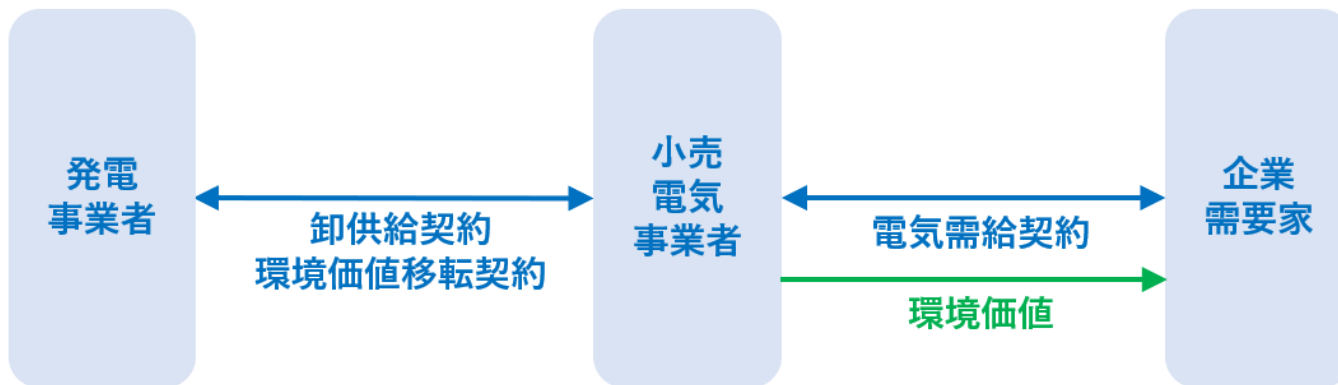 発電
事業者
卸供給契約
環境価値移転契約
小売
電気
事業者
電気需給契約
環境価値
企業
需要家